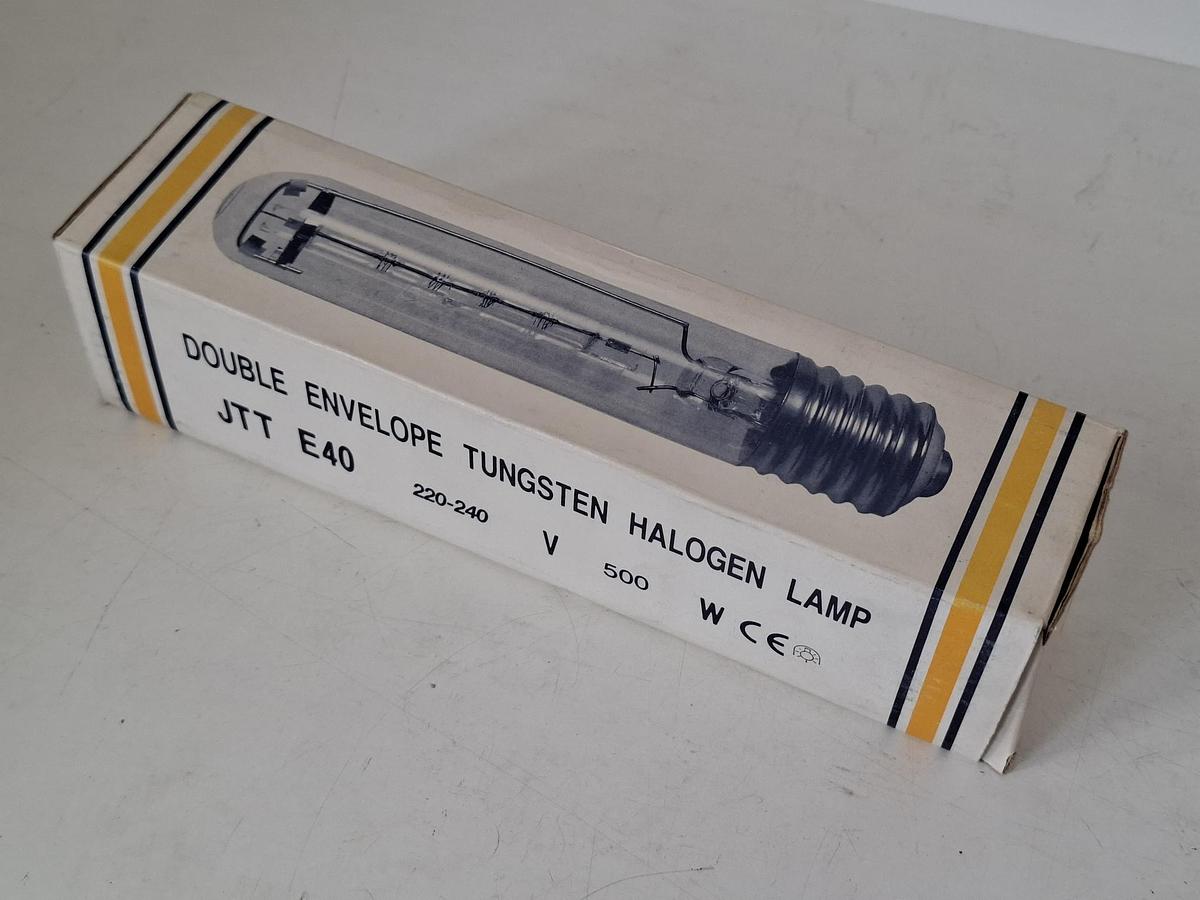 DOUBLE ENVELOPE TUNGSTEN HALOGEN LAMP
JTT E40 220-240 V 500 W CE